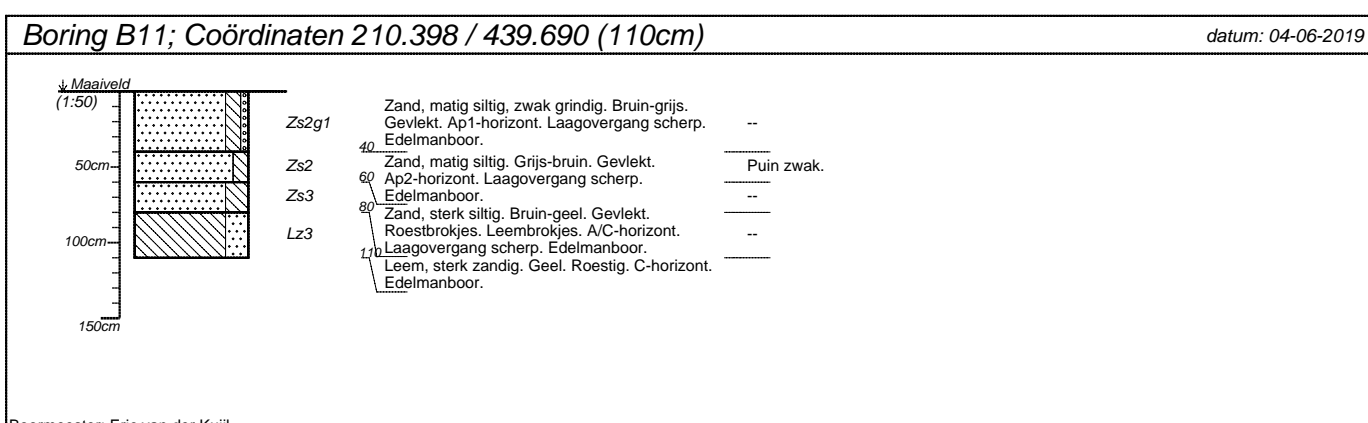 Boring B11; Coördinaten 210.398 / 439.690 (110cm)
datum: 04-06-2019
Maaiveld
(1:50)
Zs2g1
Zand, matig siltig, zwak grindig. Bruin-grijs.
Gevlekt. Ap1-horizont. Laagovergang scherp.
Edelmanboor.
--
40
50cm
Zs2
Zand, matig siltig. Grijs-bruin. Gevlekt.
Ap2-horizont. Laagovergang scherp.
Edelmanboor.
Puin zwak.
60
Zs3
Zand, sterk siltig. Bruin-geel. Gevlekt.
Roestbrokjes. Leembrokjes. A/C-horizont.
Laagovergang scherp. Edelmanboor.
--
80
100cm
Lz3
Leem, sterk zandig. Geel. Roestig. C-horizont.
Edelmanboor.
--
110
150cm